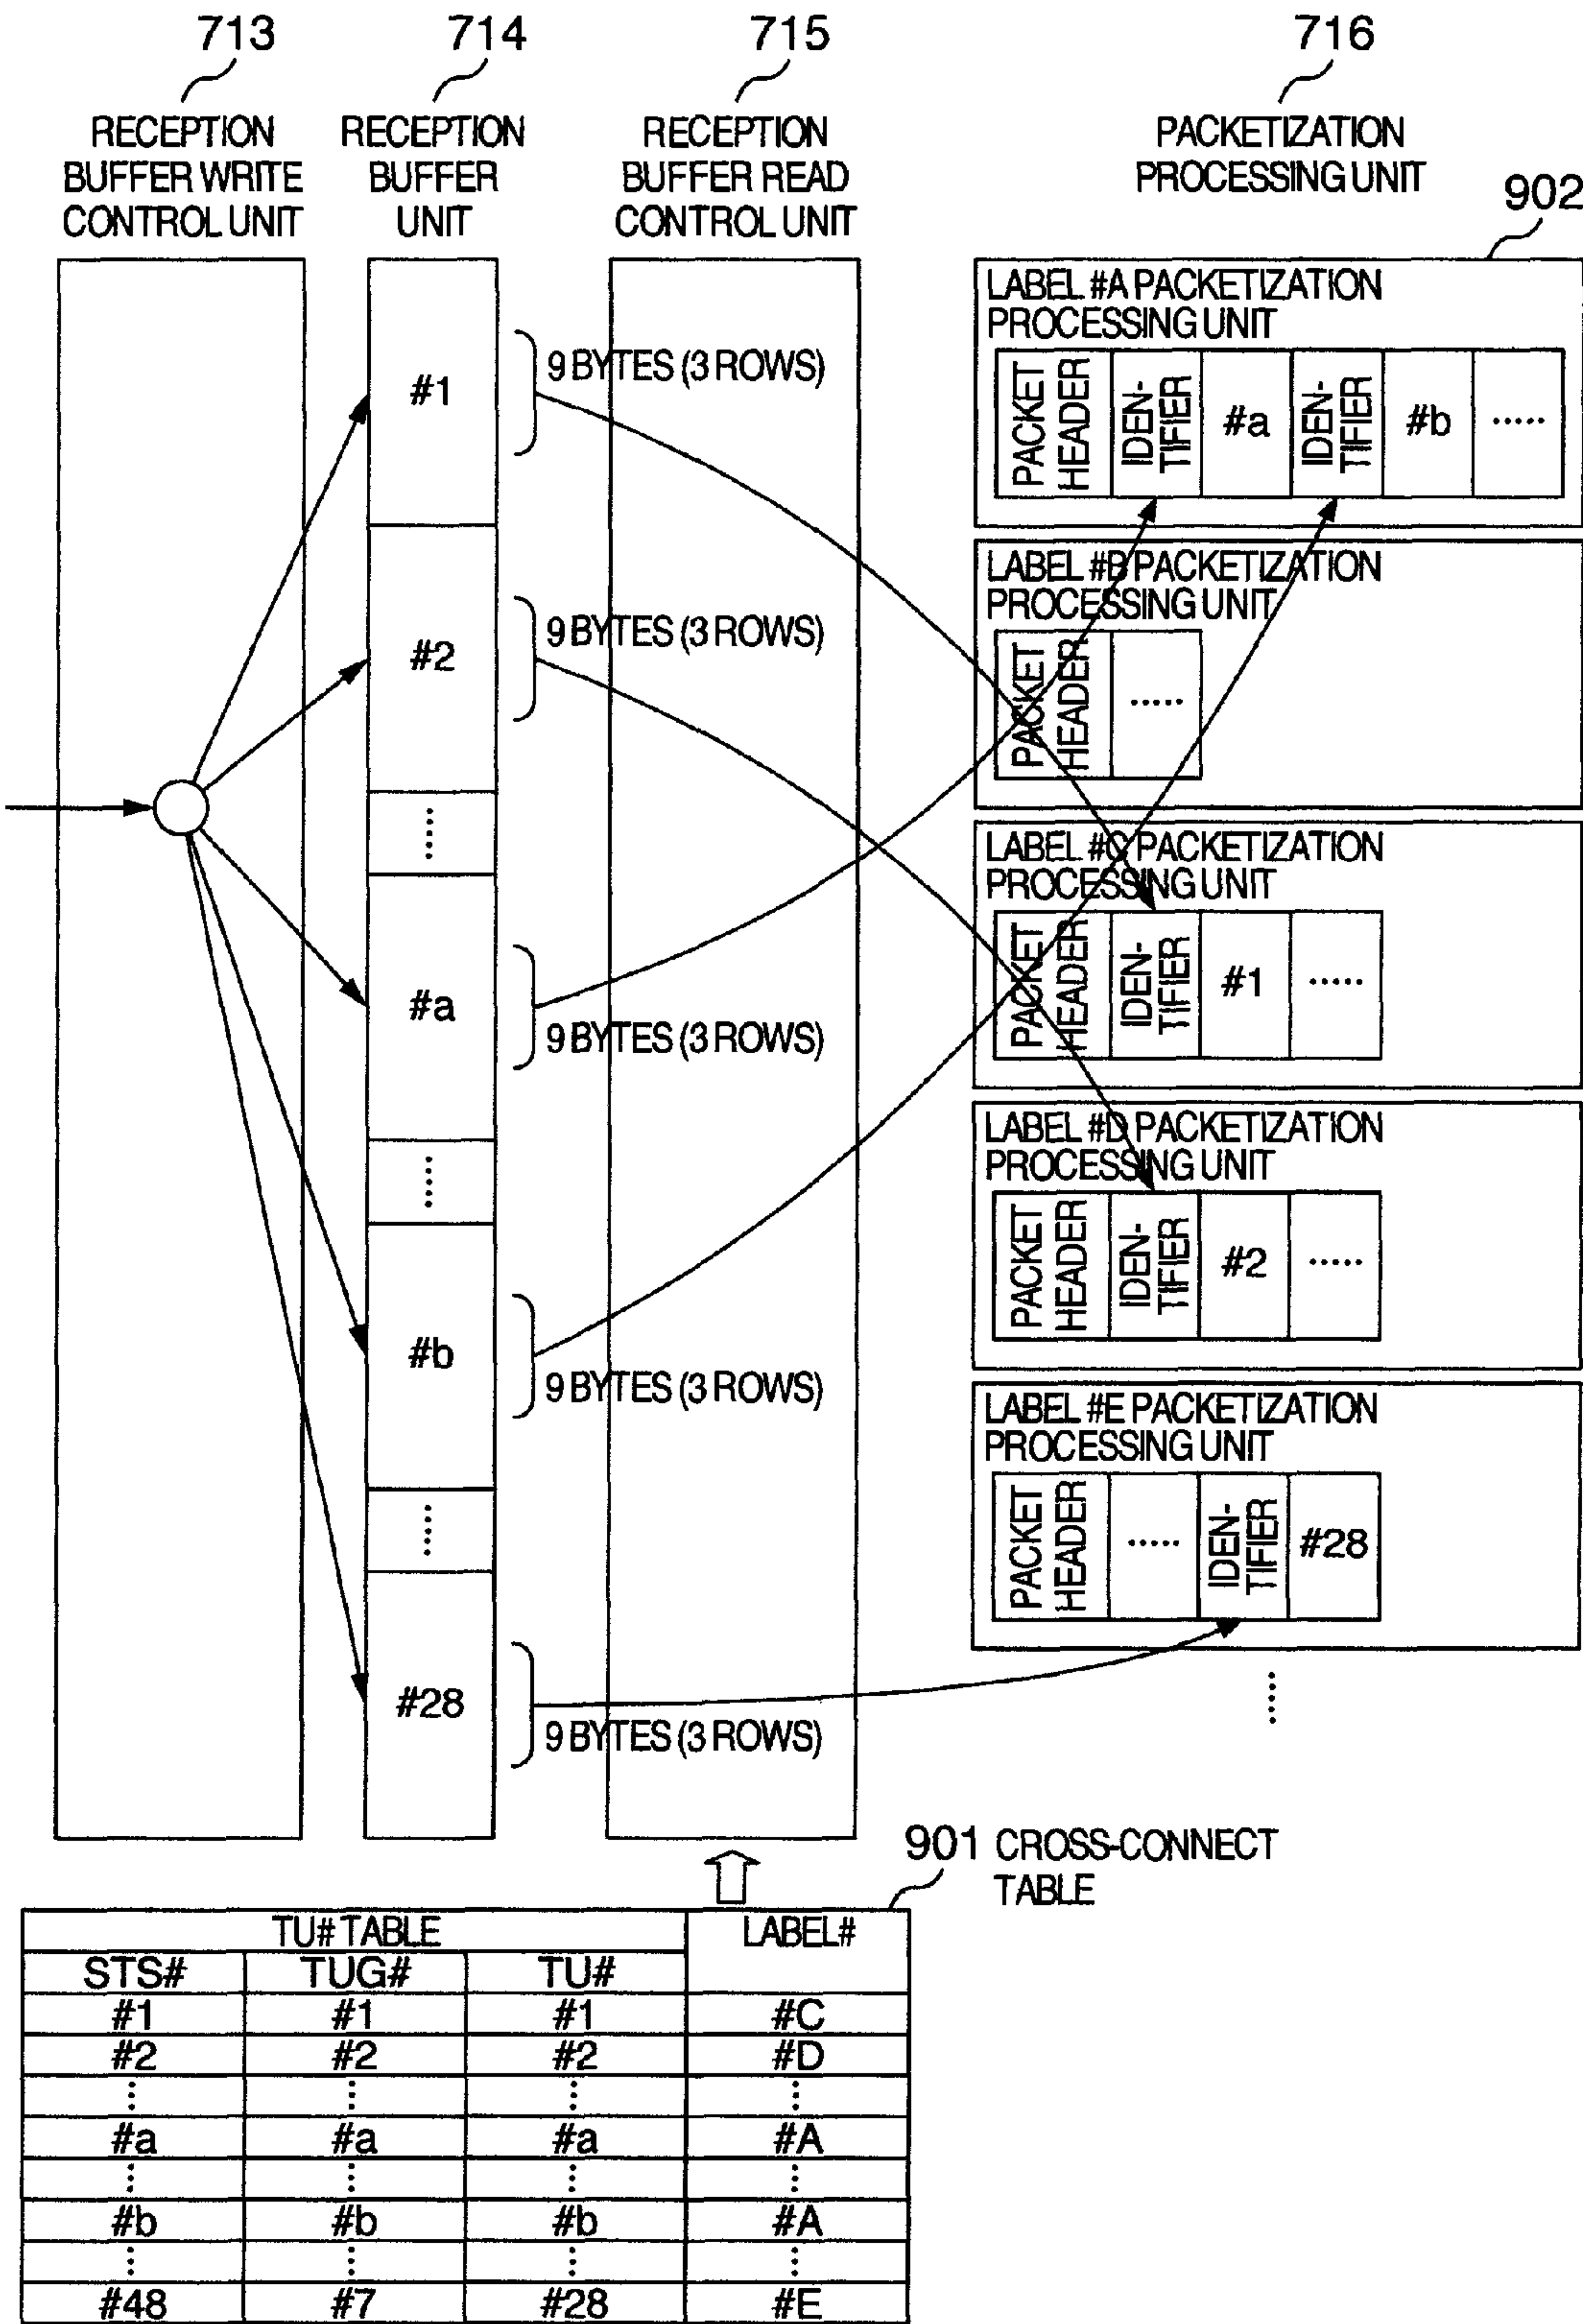 713
714
715
716
RECEPTION
BUFFER WRITE
CONTROL UNIT
RECEPTION
BUFFER
UNIT
RECEPTION
BUFFER READ
CONTROL UNIT
PACKETIZATION
PROCESSING UNIT
902
#1
9 BYTES (3 ROWS)
#2
9 BYTES (3 ROWS)
.....
#a
9 BYTES (3 ROWS)
.....
#b
9 BYTES (3 ROWS)
.....
#28
9 BYTES (3 ROWS)
LABEL #A PACKETIZATION
PROCESSING UNIT
PACKET
HEADER
IDEN-
TIFIER
#a
IDEN-
TIFIER
#b
.....
LABEL #B PACKETIZATION
PROCESSING UNIT
PACKET
HEADER
.....
LABEL #C PACKETIZATION
PROCESSING UNIT
PACKET
HEADER
IDEN-
TIFIER
#1
.....
LABEL #D PACKETIZATION
PROCESSING UNIT
PACKET
HEADER
IDEN-
TIFIER
#2
.....
LABEL #E PACKETIZATION
PROCESSING UNIT
PACKET
HEADER
.....
IDEN-
TIFIER
#28
.....
901 CROSS-CONNECT
TABLE
TU# TABLE LABEL#
STS# TUG# TU#
#1 #1 #1 #C
#2 #2 #2 #D
.... .... .... ....
#a #a #a #A
.... .... .... ....
#b #b #b #A
.... .... .... ....
#48 #7 #28 #E